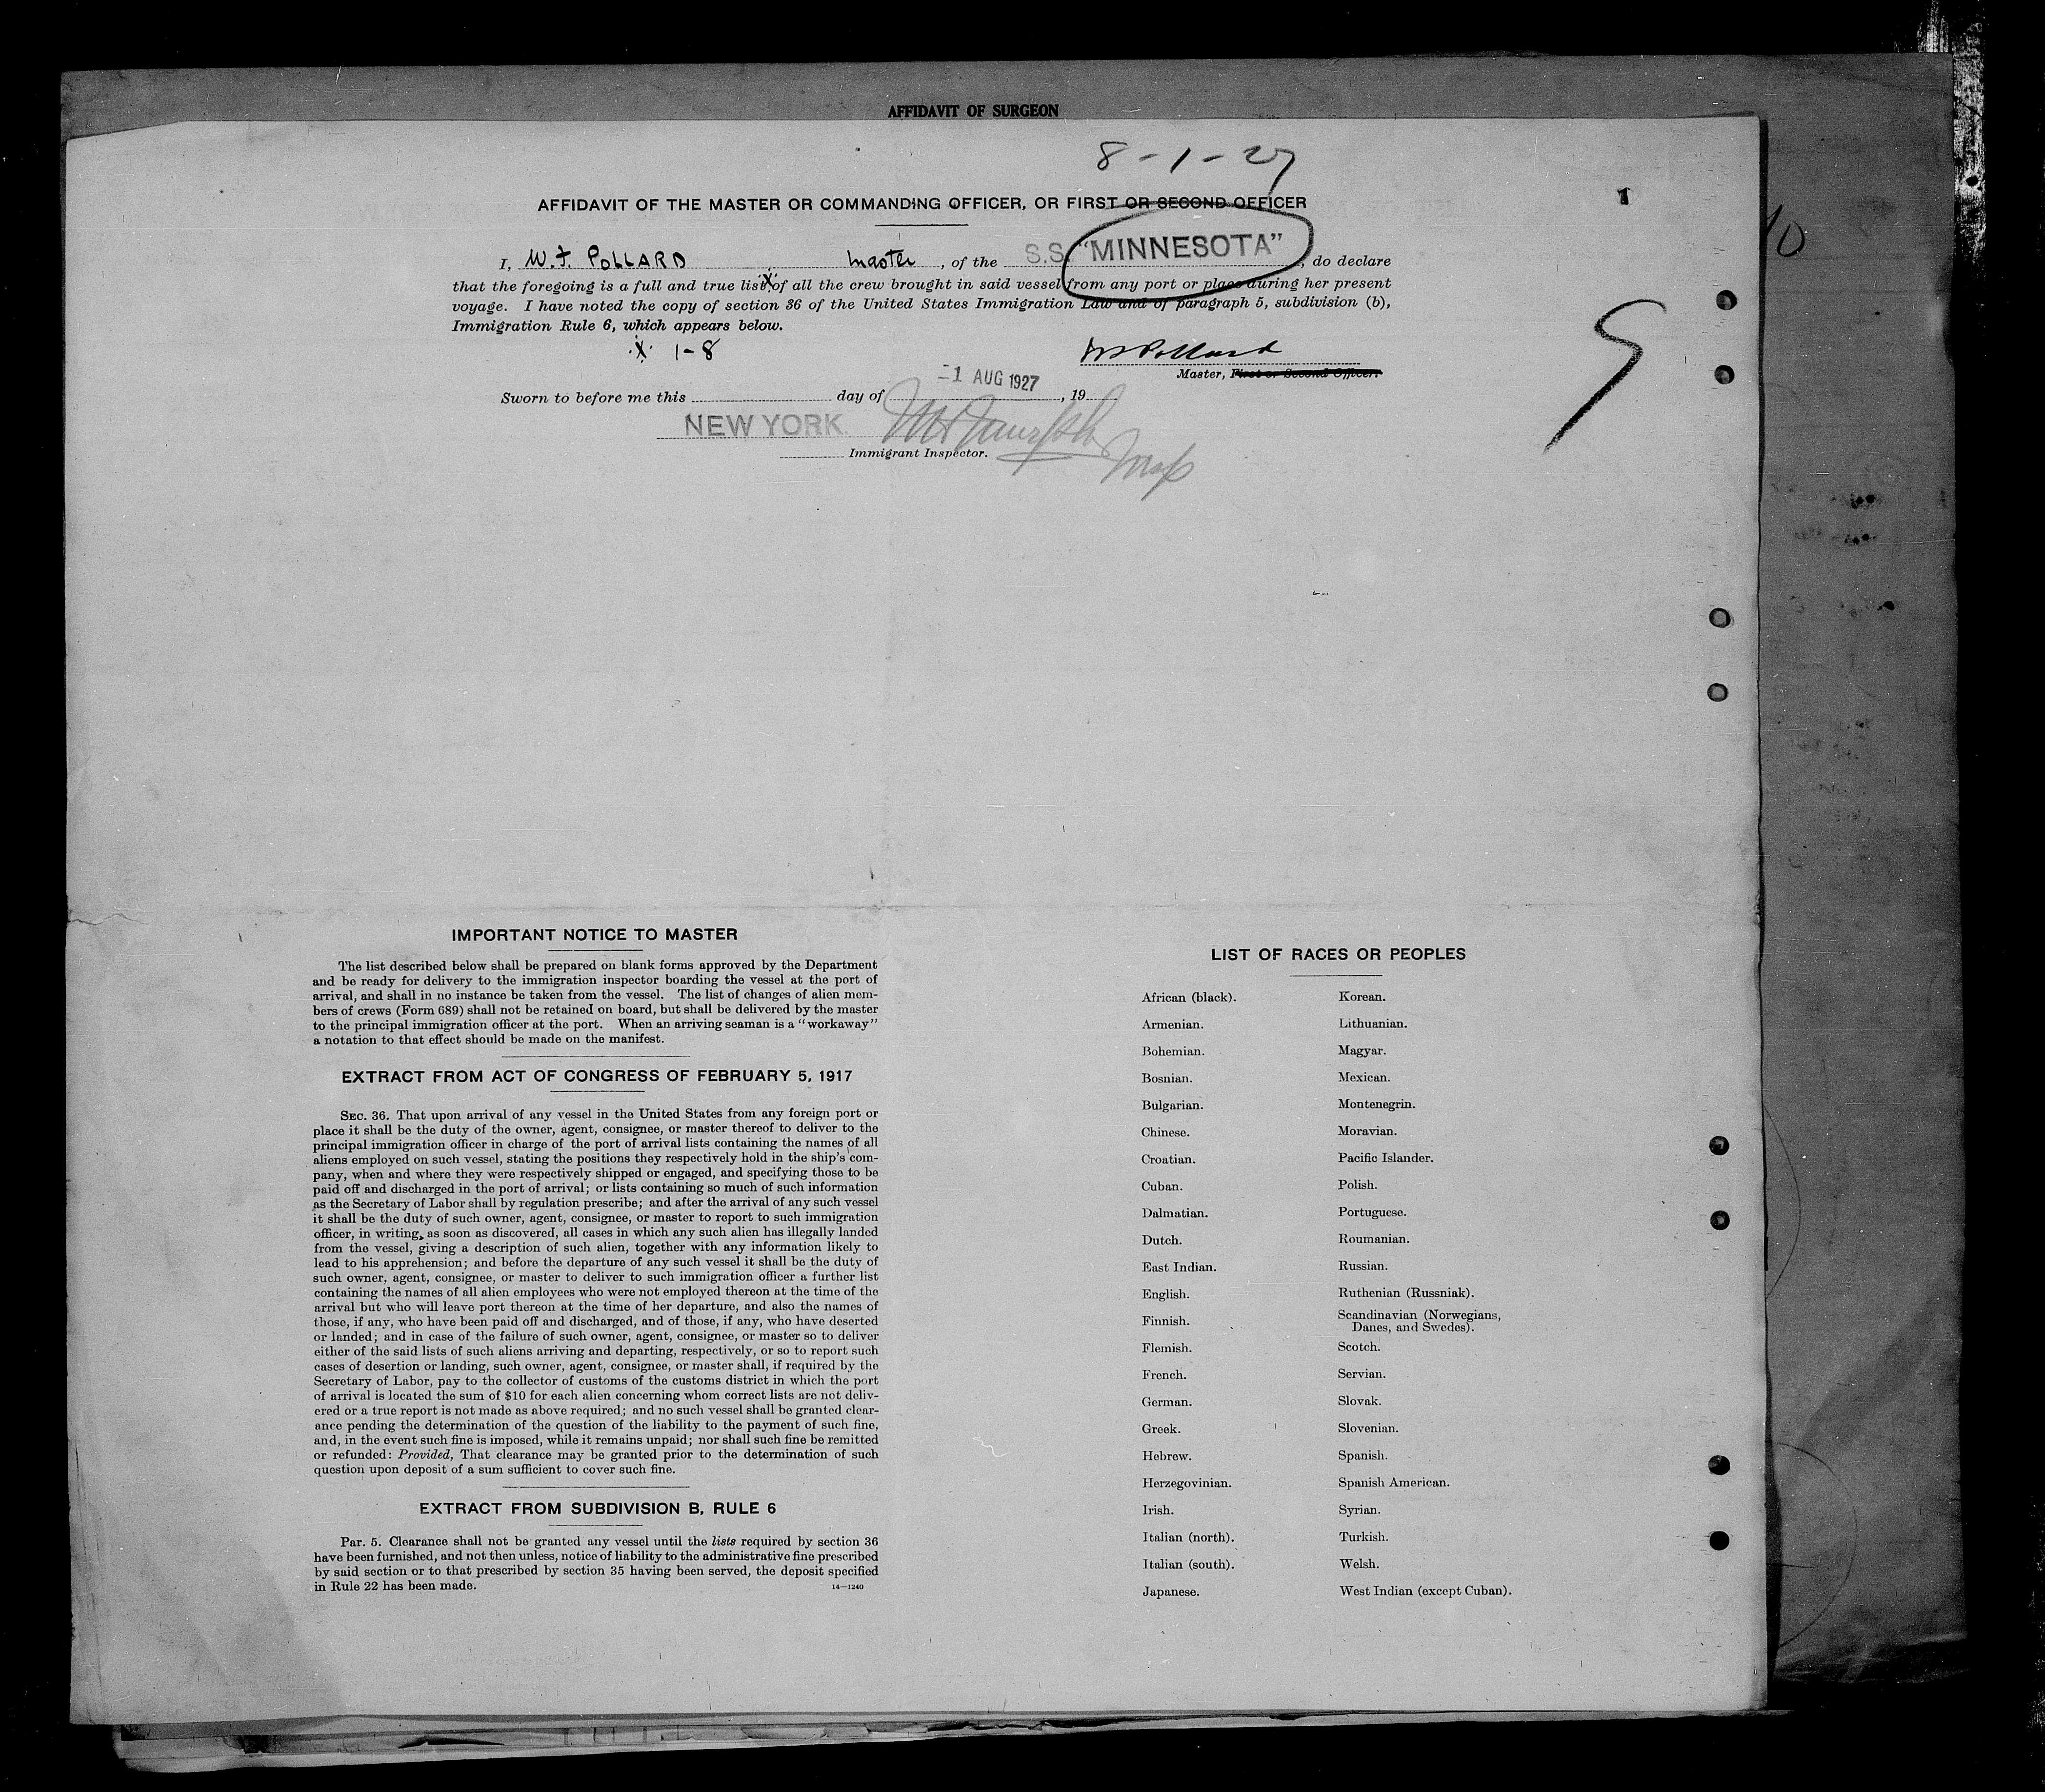 AFFIDAVIT OF SURGEON
8-1-27
AFFIDAVIT OF THE MASTER OR COMMANDING OFFICER, OR FIRST OR SECOND OFFICER
1
10
I, W. J. POLLARD master, of the S.S. "MINNESOTA", do declare
that the foregoing is a full and true list X of all the crew brought in said vessel from any port or place during her present
voyage. I have noted the copy of section 36 of the United States Immigration Law and of paragraph 5, subdivision (b),
Immigration Rule 6, which appears below.
X 1-8
W J Pollard
Master, First or Second Officer.
-1 AUG 1927
Sworn to before me this day of , 19
NEW YORK
Immigrant Inspector.
IMPORTANT NOTICE TO MASTER
The list described below shall be prepared on blank forms approved by the Department
and be ready for delivery to the immigration inspector boarding the vessel at the port of
arrival, and shall in no instance be taken from the vessel. The list of changes of alien mem-
bers of crews (Form 689) shall not be retained on board, but shall be delivered by the master
to the principal immigration officer at the port. When an arriving seaman is a "workaway"
a notation to that effect should be made on the manifest.
EXTRACT FROM ACT OF CONGRESS OF FEBRUARY 5, 1917
SEC. 36. That upon arrival of any vessel in the United States from any foreign port or
place it shall be the duty of the owner, agent, consignee, or master thereof to deliver to the
principal immigration officer in charge of the port of arrival lists containing the names of all
aliens employed on such vessel, stating the positions they respectively hold in the ship's com-
pany, when and where they were respectively shipped or engaged, and specifying those to be
paid off and discharged in the port of arrival; or lists containing so much of such information
as the Secretary of Labor shall by regulation prescribe; and after the arrival of any such vessel
it shall be the duty of such owner, agent, consignee, or master to report to such immigration
officer, in writing, as soon as discovered, all cases in which any such alien has illegally landed
from the vessel, giving a description of such alien, together with any information likely to
lead to his apprehension; and before the departure of any such vessel it shall be the duty of
such owner, agent, consignee, or master to deliver to such immigration officer a further list
containing the names of all alien employees who were not employed thereon at the time of the
arrival but who will leave port thereon at the time of her departure, and also the names of
those, if any, who have been paid off and discharged, and of those, if any, who have deserted
or landed; and in case of the failure of such owner, agent, consignee, or master so to deliver
either of the said lists of such aliens arriving and departing, respectively, or so to report such
cases of desertion or landing, such owner, agent, consignee, or master shall, if required by the
Secretary of Labor, pay to the collector of customs of the customs district in which the port
of arrival is located the sum of $10 for each alien concerning whom correct lists are not deliv-
ered or a true report is not made as above required; and no such vessel shall be granted clear-
ance pending the determination of the question of the liability to the payment of such fine,
and, in the event such fine is imposed, while it remains unpaid; nor shall such fine be remitted
or refunded: Provided, That clearance may be granted prior to the determination of such
question upon deposit of a sum sufficient to cover such fine.
EXTRACT FROM SUBDIVISION B, RULE 6
Par. 5. Clearance shall not be granted any vessel until the lists required by section 36
have been furnished, and not then unless, notice of liability to the administrative fine prescribed
by said section or to that prescribed by section 35 having been served, the deposit specified
in Rule 22 has been made.
14-1240
LIST OF RACES OR PEOPLES
African (black).
Armenian.
Bohemian.
Bosnian.
Bulgarian.
Chinese.
Croatian.
Cuban.
Dalmatian.
Dutch.
East Indian.
English.
Finnish.
Flemish.
French.
German.
Greek.
Hebrew.
Herzegovinian.
Irish.
Italian (north).
Italian (south).
Japanese.
Korean.
Lithuanian.
Magyar.
Mexican.
Montenegrin.
Moravian.
Pacific Islander.
Polish.
Portuguese.
Roumanian.
Russian.
Ruthenian (Russniak).
Scandinavian (Norwegians,
Danes, and Swedes).
Scotch.
Servian.
Slovak.
Slovenian.
Spanish.
Spanish American.
Syrian.
Turkish.
Welsh.
West Indian (except Cuban).